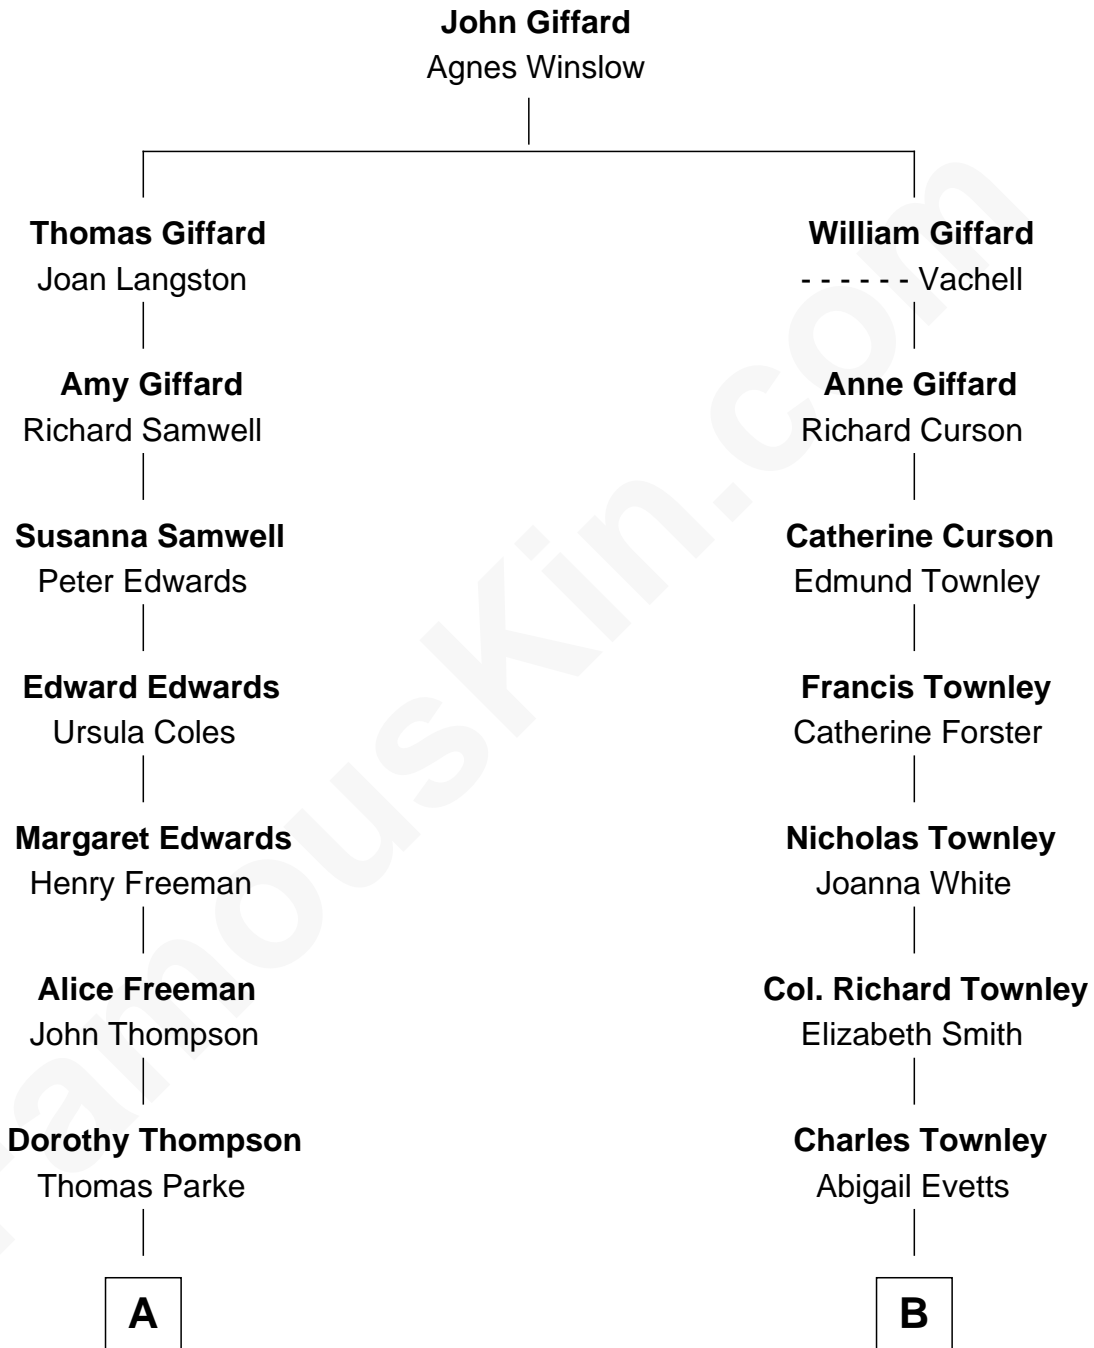 John Giffard
Agnes Winslow
Thomas Giffard
Joan Langston
Amy Giffard
Richard Samwell
Susanna Samwell
Peter Edwards
Edward Edwards
Ursula Coles
Margaret Edwards
Henry Freeman
Alice Freeman
John Thompson
Dorothy Thompson
Thomas Parke
A
William Giffard
- - - - - - Vachell
Anne Giffard
Richard Curson
Catherine Curson
Edmund Townley
Francis Townley
Catherine Forster
Nicholas Townley
Joanna White
Col. Richard Townley
Elizabeth Smith
Charles Townley
Abigail Evetts
B
FamousKin.com